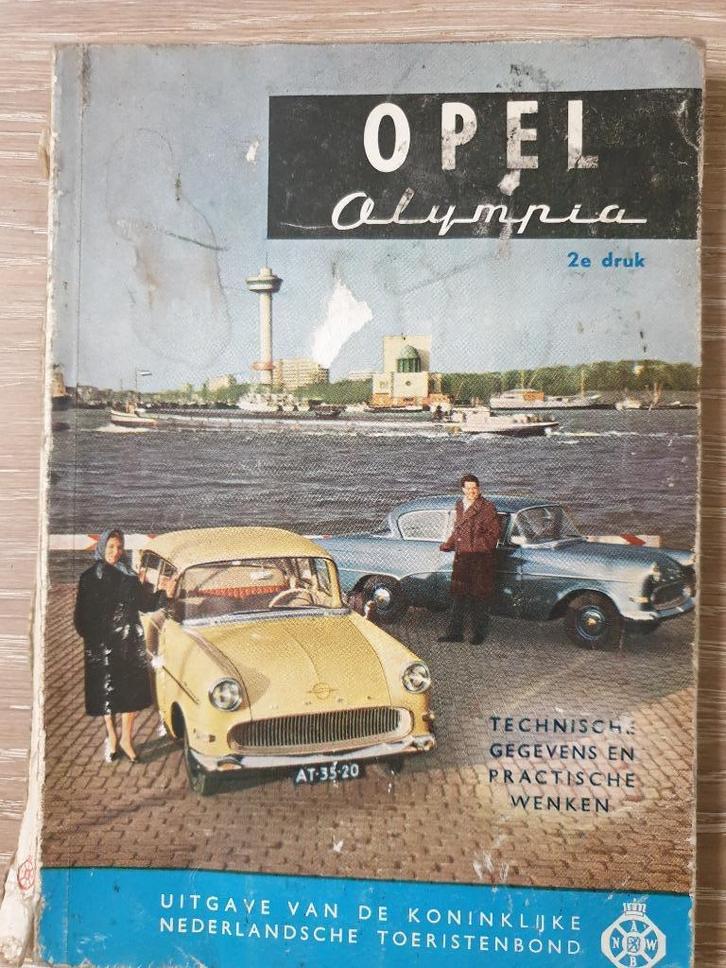 OPEL
Olympia
2e druk
AT-35-20
TECHNISCHE
GEGEVENS EN
PRACTISCHE
WENKEN
UITGAVE VAN DE KONINKLIJKE
NEDERLANDSCHE TOERISTENBOND
A
N W
B